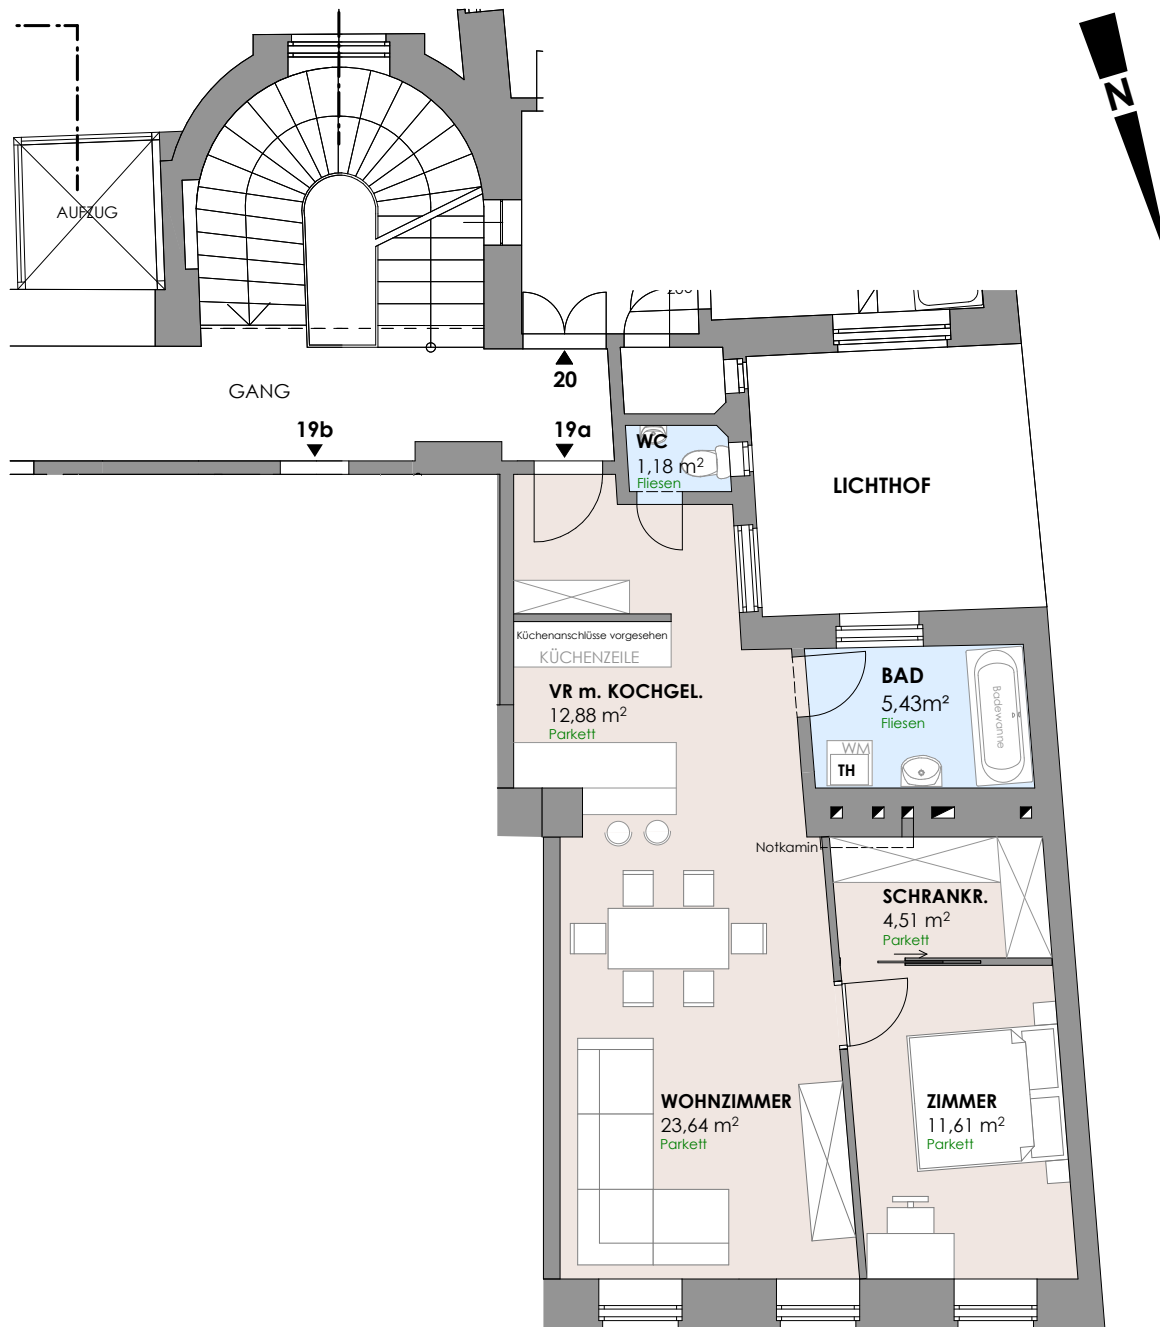 N
AUFZUG
GANG
20
19b
19a
WC
1,18 m²
Fliesen
LICHTHOF
Küchenanschlüsse vorgesehen
KÜCHENZEILE
VR m. KOCHGEL.
12,88 m²
Parkett
BAD
5,43m²
Fliesen
Badewanne
WM
TH
Notkamin
SCHRANKR.
4,51 m²
Parkett
WOHNZIMMER
23,64 m²
Parkett
ZIMMER
11,61 m²
Parkett